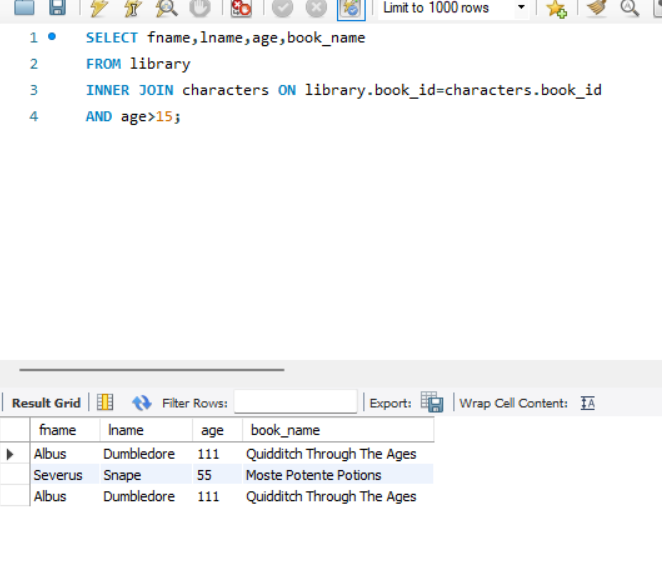 Limit to 1000 rows
1 SELECT fname,lname,age,book_name
2 FROM library
3 INNER JOIN characters ON library.book_id=characters.book_id
4 AND age>15;
Result Grid Filter Rows: Export: Wrap Cell Content: IA
fname lname age book_name
Albus Dumbledore 111 Quidditch Through The Ages
Severus Snape 55 Moste Potente Potions
Albus Dumbledore 111 Quidditch Through The Ages